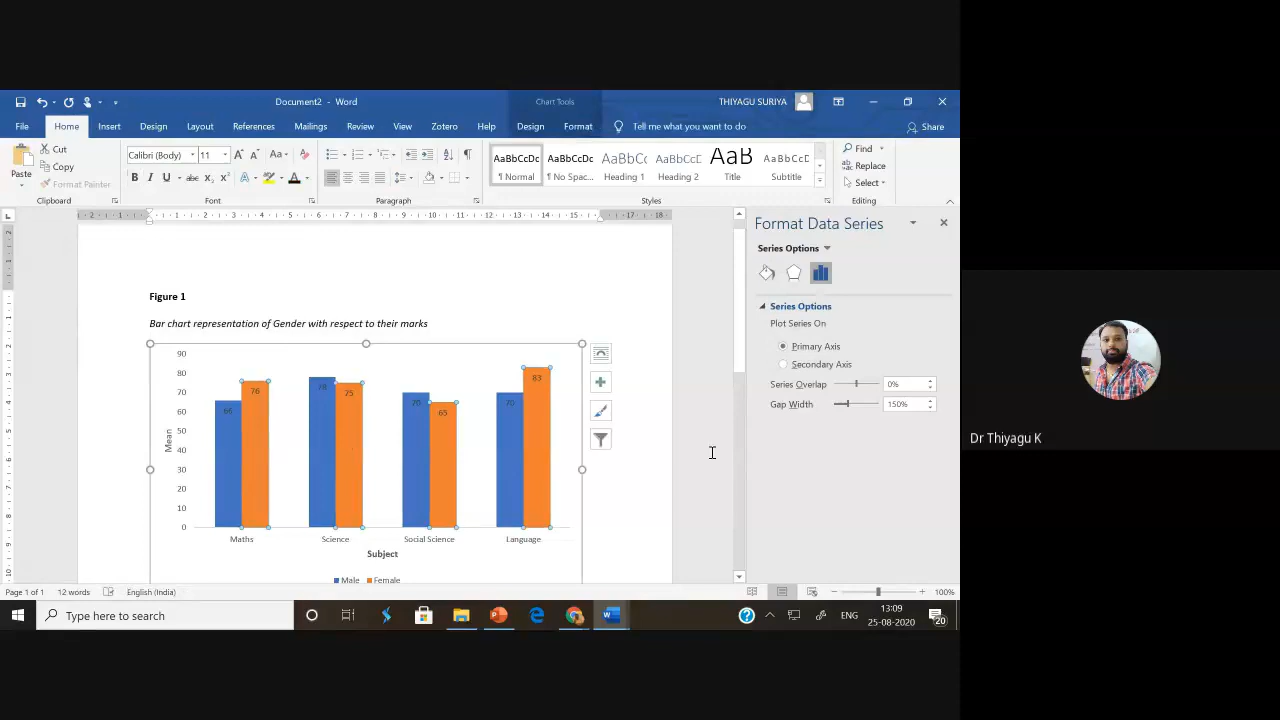 Document2 - Word
Chart Tools
THIYAGU SURIYA
File Home Insert Design Layout References Mailings Review View Zotero Help Design Format Tell me what you want to do Share
Paste
Cut
Copy
Format Painter
Clipboard
Calibri (Body) 11
Font
Paragraph
AaBbCcDc
¶ Normal
AaBbCcDc
¶ No Spac...
AaBbCc
Heading 1
AaBbCcD
Heading 2
AaB
Title
AaBbCcD
Subtitle
Styles
Find
Replace
Select
Editing
Figure 1
Bar chart representation of Gender with respect to their marks
90
80
70
60
50
40
30
20
10
0
Mean
66 76 78 75 70 65 70 83
Maths Science Social Science Language
Subject
Male Female
Format Data Series
Series Options
Series Options
Plot Series On
Primary Axis
Secondary Axis
Series Overlap 0%
Gap Width 150%
Page 1 of 1 12 words English (India) 100%
Type here to search
ENG
13:09
25-08-2020
20
Dr Thiyagu K